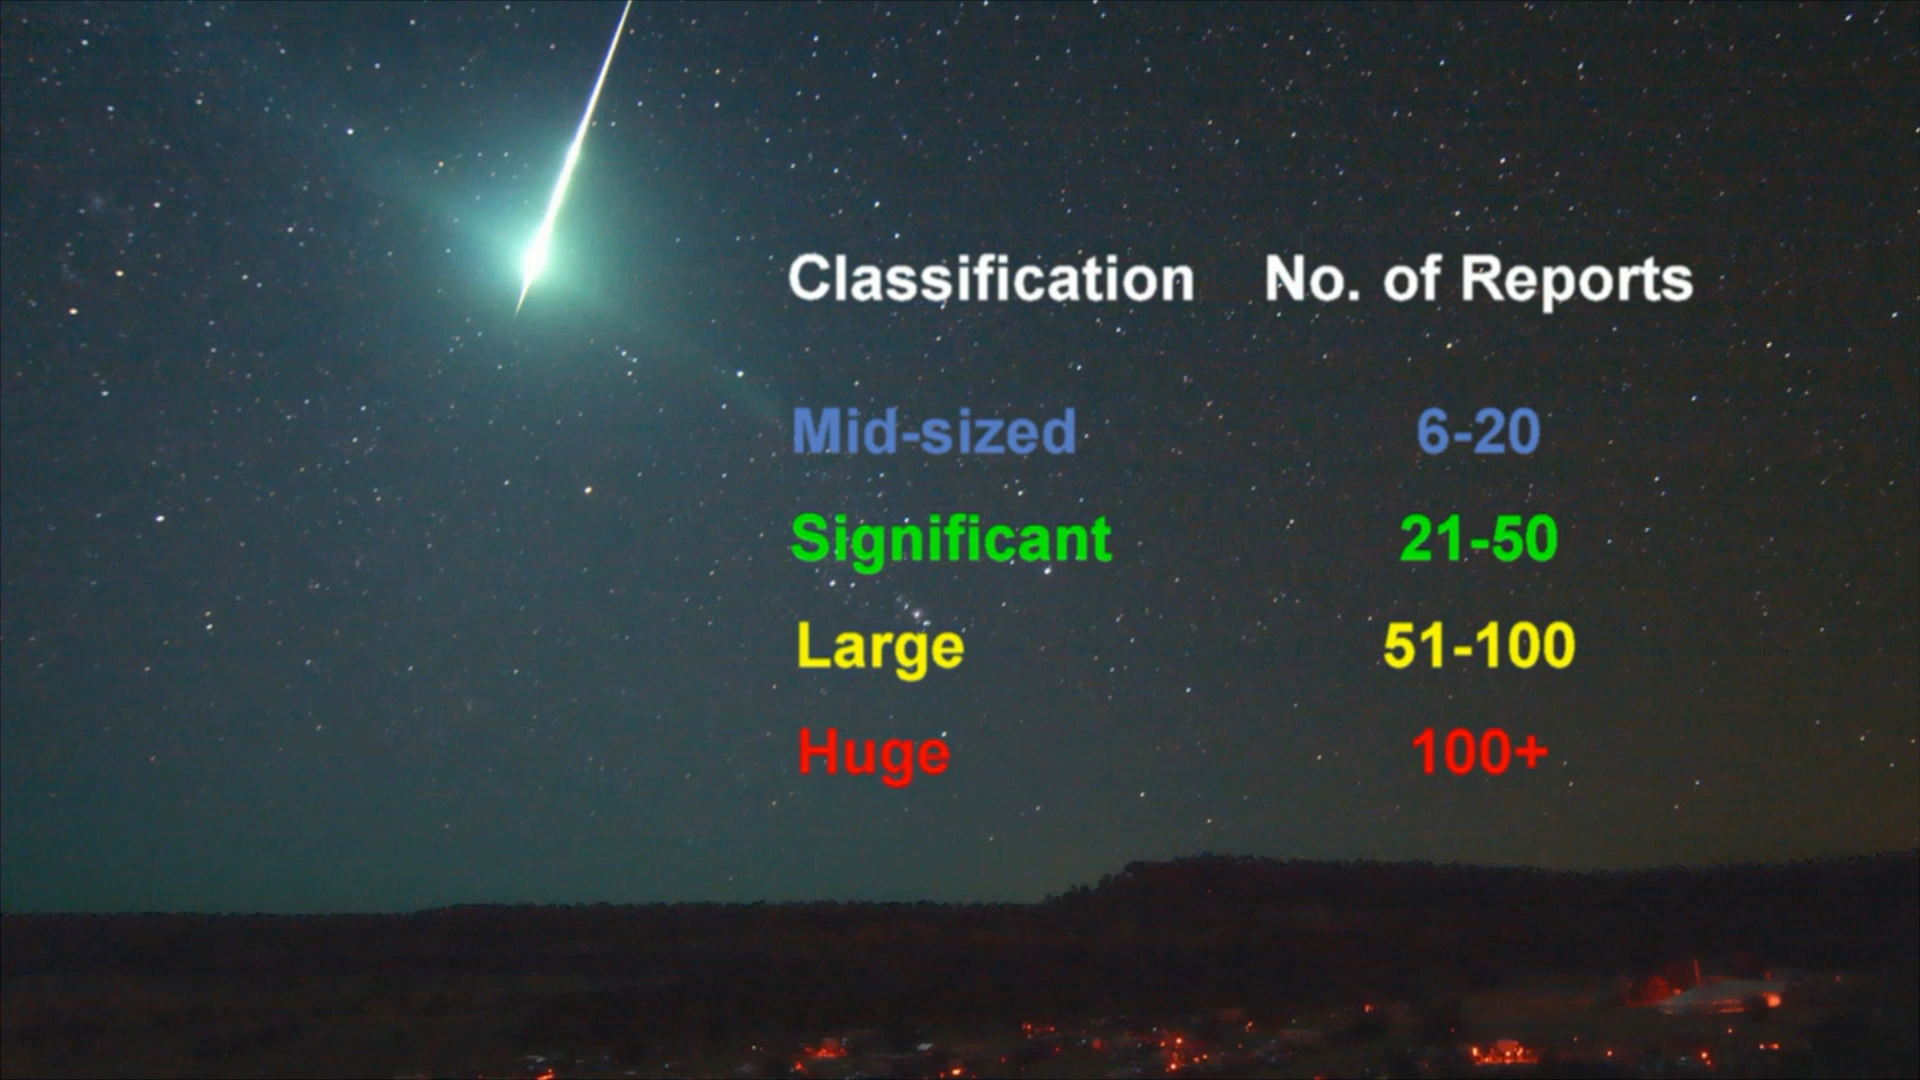 Classification No. of Reports
Mid-sized 6-20
Significant 21-50
Large 51-100
Huge 100+